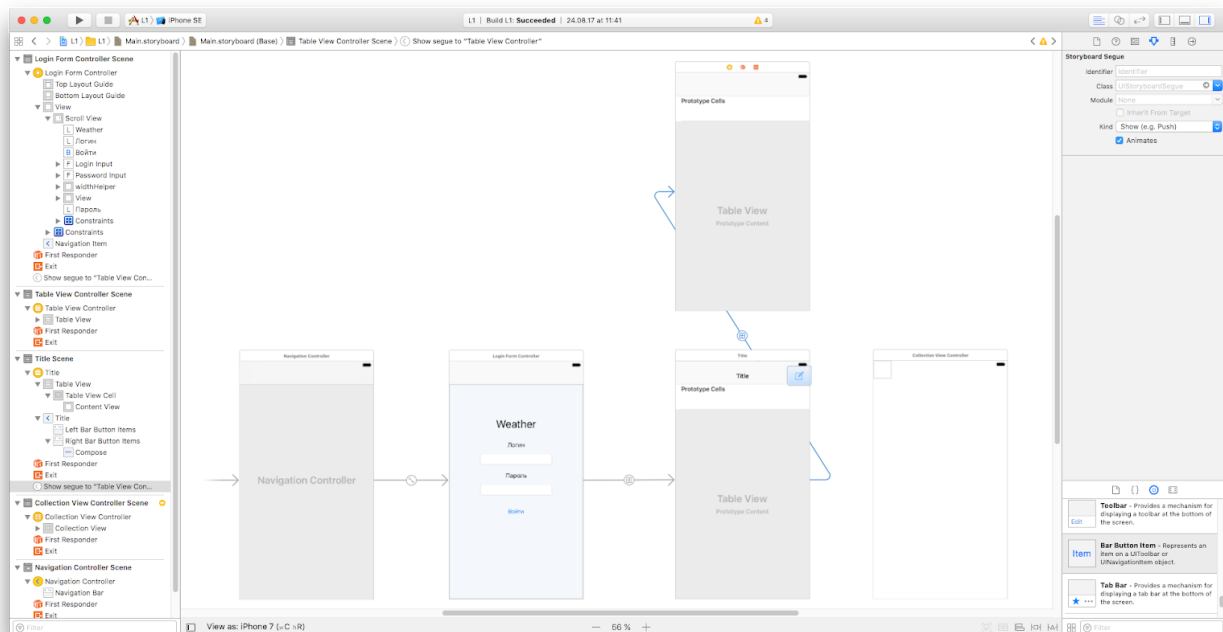 L1 iPhone SE
L1 | Build L1: Succeeded | 24.08.17 at 11:41
4
L1 L1 Main.storyboard Main.storyboard (Base) Table View Controller Scene Show segue to "Table View Controller"
Login Form Controller Scene
Login Form Controller
Top Layout Guide
Bottom Layout Guide
View
Scroll View
L Weather
L Логин
B Войти
F Login Input
F Password Input
widthHelper
View
L Пароль
Constraints
Constraints
Navigation Item
First Responder
Exit
Show segue to "Table View Con...
Table View Controller Scene
Table View Controller
Table View
First Responder
Exit
Title Scene
Title
Table View
Table View Cell
Content View
Title
Left Bar Button Items
Right Bar Button Items
Compose
First Responder
Exit
Show segue to "Table View Con...
Collection View Controller Scene
Collection View Controller
Collection View
First Responder
Exit
Navigation Controller Scene
Navigation Controller
Navigation Bar
First Responder
Exit
Filter
Prototype Cells
Table View
Prototype Content
Navigation Controller
Navigation Controller
Login Form Controller
Weather
Логин
Пароль
Войти
Title
Title
Prototype Cells
Table View
Prototype Content
Collection View Controller
View as: iPhone 7 (wC hR)
56 %
Storyboard Segue
Identifier Identifier
Class UIStoryboardSegue
Module None
Inherit From Target
Kind Show (e.g. Push)
Animates
Edit
Toolbar - Provides a mechanism for
displaying a toolbar at the bottom of
the screen.
Item
Bar Button Item - Represents an
item on a UIToolbar or
UINavigationItem object.
Tab Bar - Provides a mechanism for
displaying a tab bar at the bottom of
the screen.
Filter